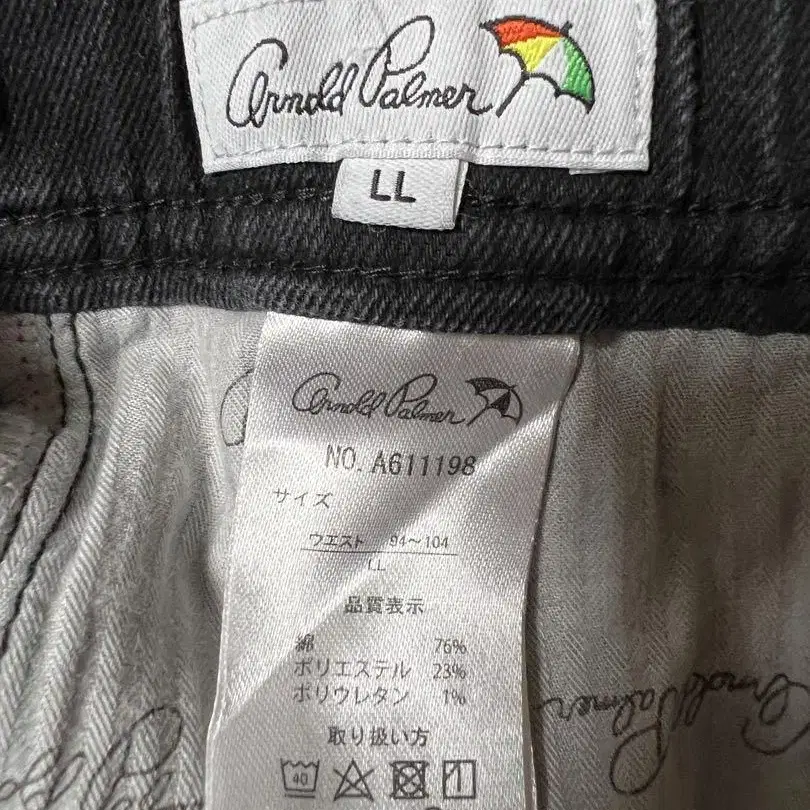 Arnold Palmer
LL
Arnold Palmer
NO. A611198
サイズ
ウエスト 94～104
LL
品質表示
綿 76%
ポリエステル 23%
ポリウレタン 1%
取り扱い方
40
Arnold Palmer